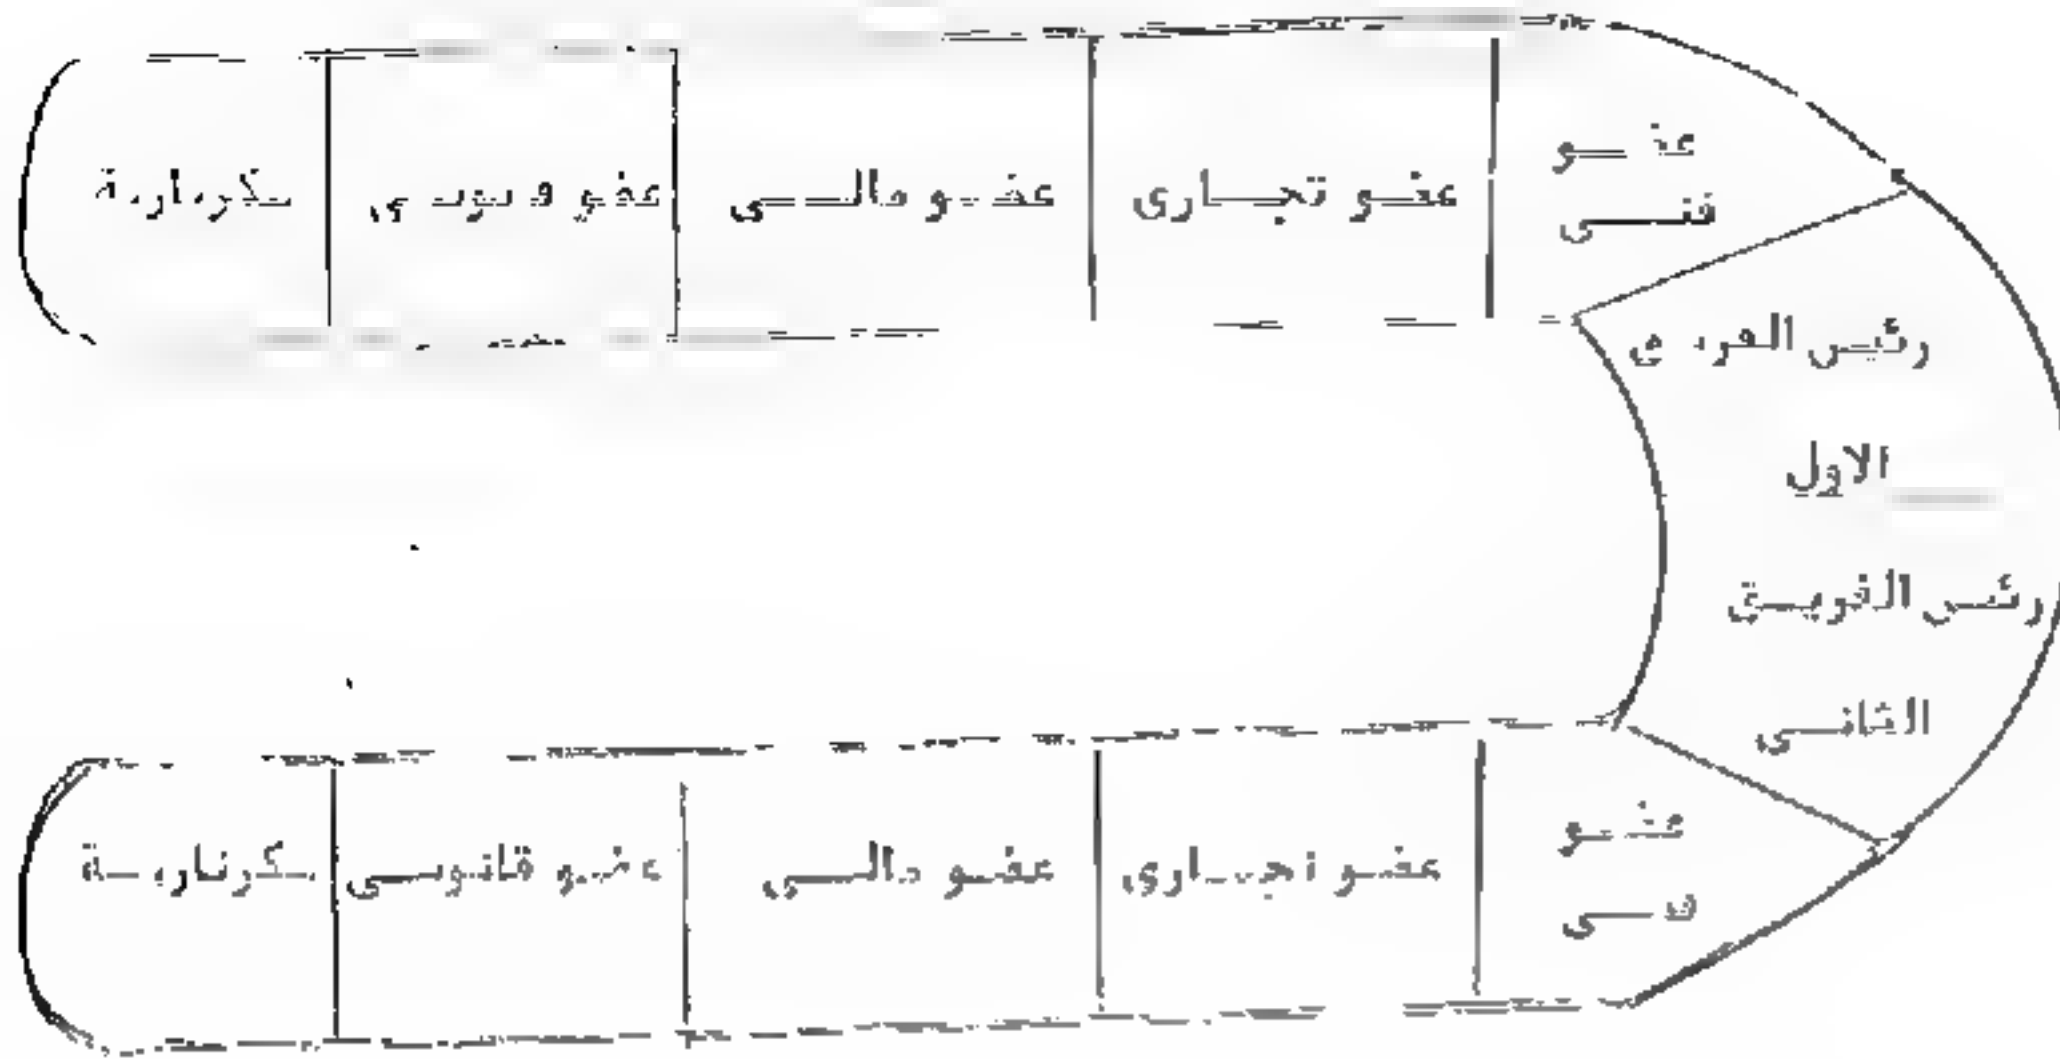 عضو
فنى
عضو تجارى
عضو مالى
عضو
سكرتارية
رئيس الفريق
الاول
رئيس الفريق
الثانى
عضو
فنى
عضو تجارى
عضو مالى
عضو قانونى
سكرتارية